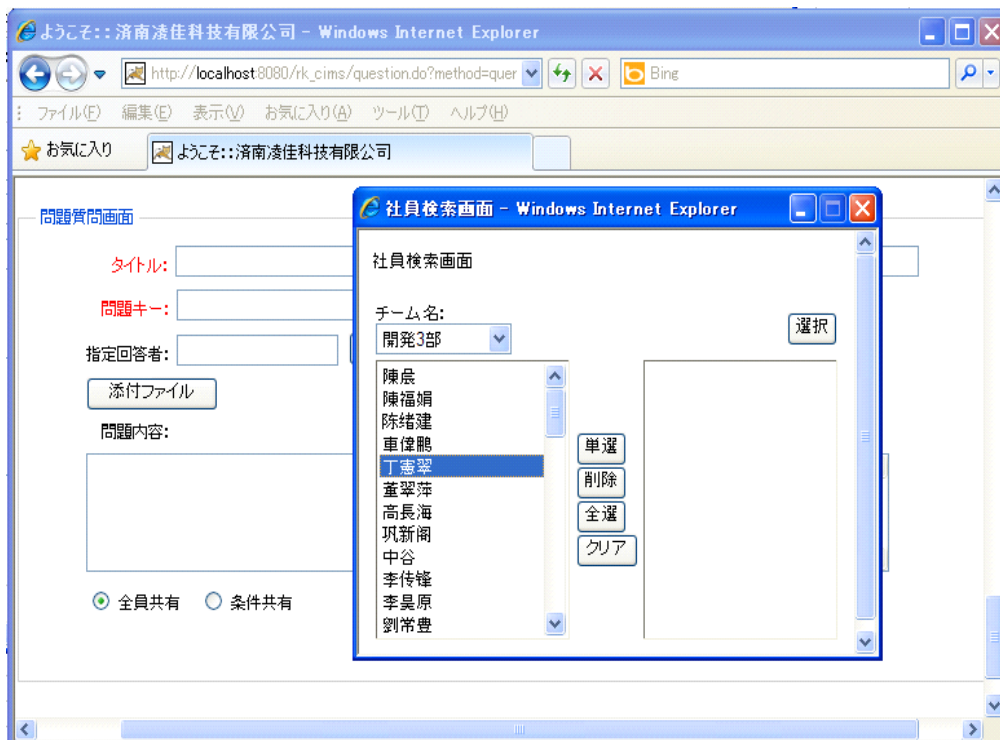 ようこそ::済南凌佳科技有限公司 - Windows Internet Explorer
http://localhost:8080/rk_cims/question.do?method=quer
Bing
ファイル(F) 編集(E) 表示(V) お気に入り(A) ツール(T) ヘルプ(H)
お気に入り
ようこそ::済南凌佳科技有限公司
問題質問画面
タイトル:
問題キー:
指定回答者:
添付ファイル
問題内容:
全員共有 条件共有
社員検索画面 - Windows Internet Explorer
社員検索画面
チーム名:
開発3部
選択
陳晨
陳福娟
陈绪建
車偉鵬
丁憲翠
董翠萍
高長海
巩新阁
中谷
李传锋
李昊原
劉常豊
単選
削除
全選
クリア